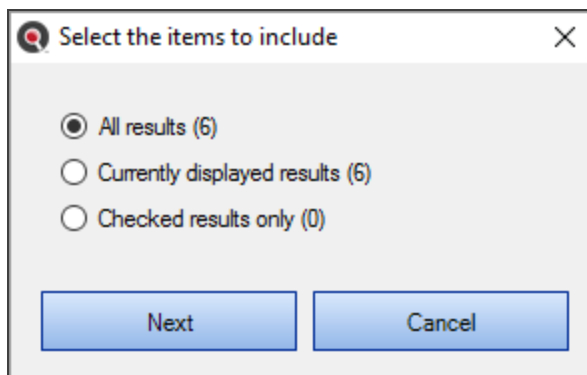 Select the items to include
All results (6)
Currently displayed results (6)
Checked results only (0)
Next
Cancel